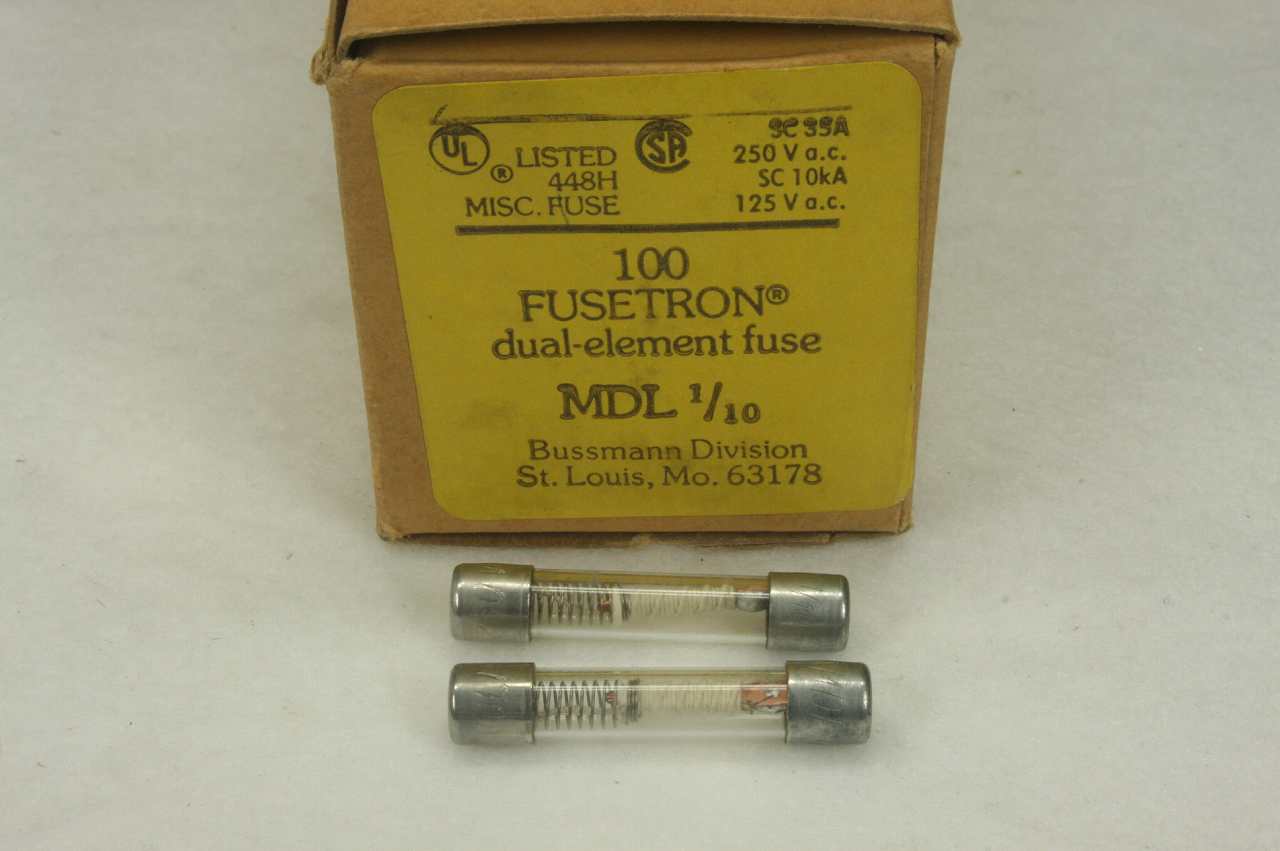 UL ® LISTED
448H
MISC. FUSE
SA
SC 35A
250 V a.c.
SC 10kA
125 V a.c.
100
FUSETRON®
dual-element fuse
MDL 1/10
Bussmann Division
St. Louis, Mo. 63178